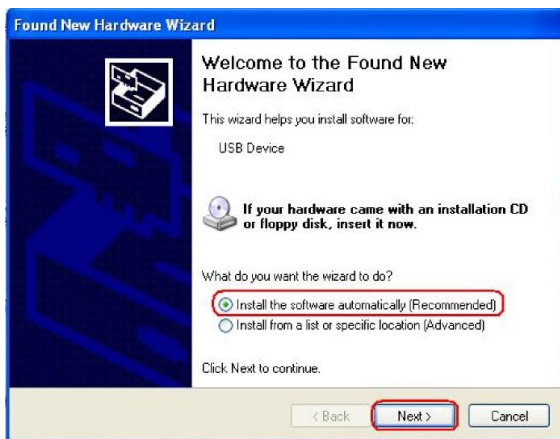 Found New Hardware Wizard
Welcome to the Found New
Hardware Wizard
This wizard helps you install software for:
USB Device
If your hardware came with an installation CD
or floppy disk, insert it now.
What do you want the wizard to do?
Install the software automatically (Recommended)
Install from a list or specific location (Advanced)
Click Next to continue.
< Back Next > Cancel